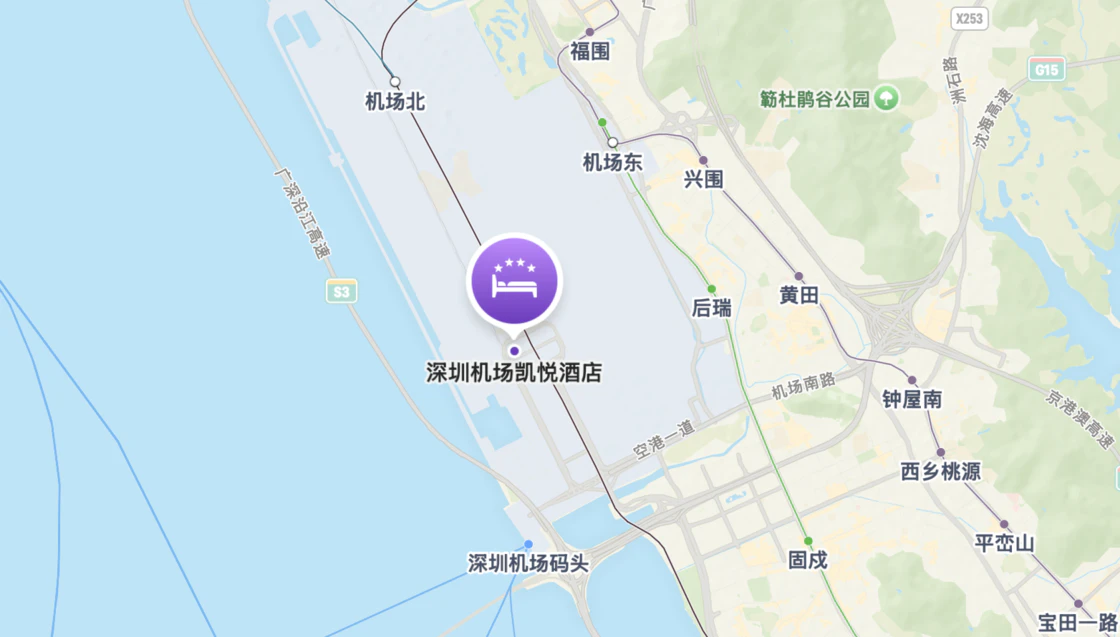 X253
福围
G15
洲石路
簕杜鹃谷公园
机场北
沈海高速
机场东
兴围
广深沿江高速
S3
后瑞
黄田
深圳机场凯悦酒店
机场南路
钟屋南
京港澳高速
空港一道
西乡桃源
平峦山
深圳机场码头
固戍
宝田一路